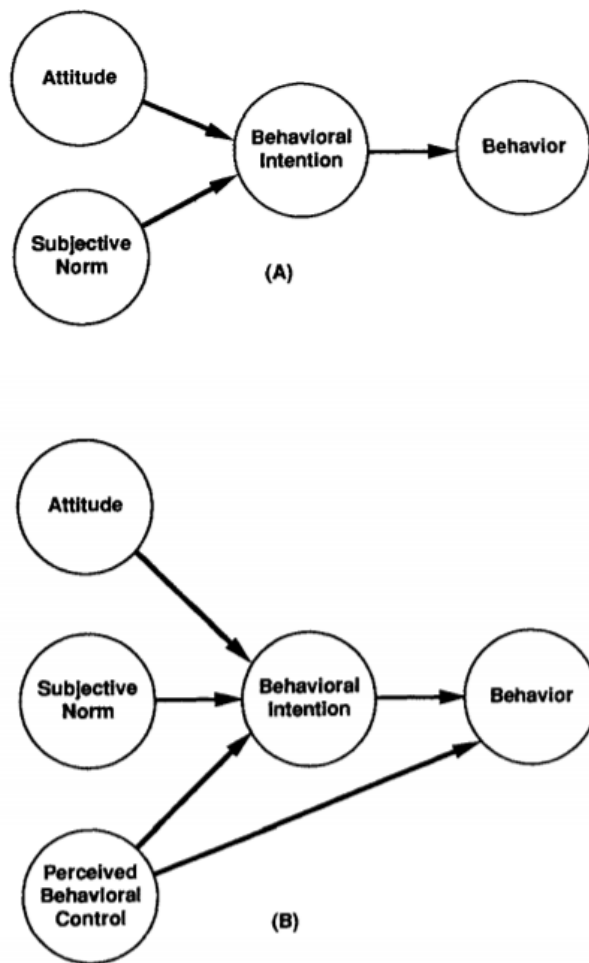 Attitude
Behavioral
Intention
Behavior
Subjective
Norm
(A)
Attitude
Subjective
Norm
Behavioral
Intention
Behavior
Perceived
Behavioral
Control
(B)